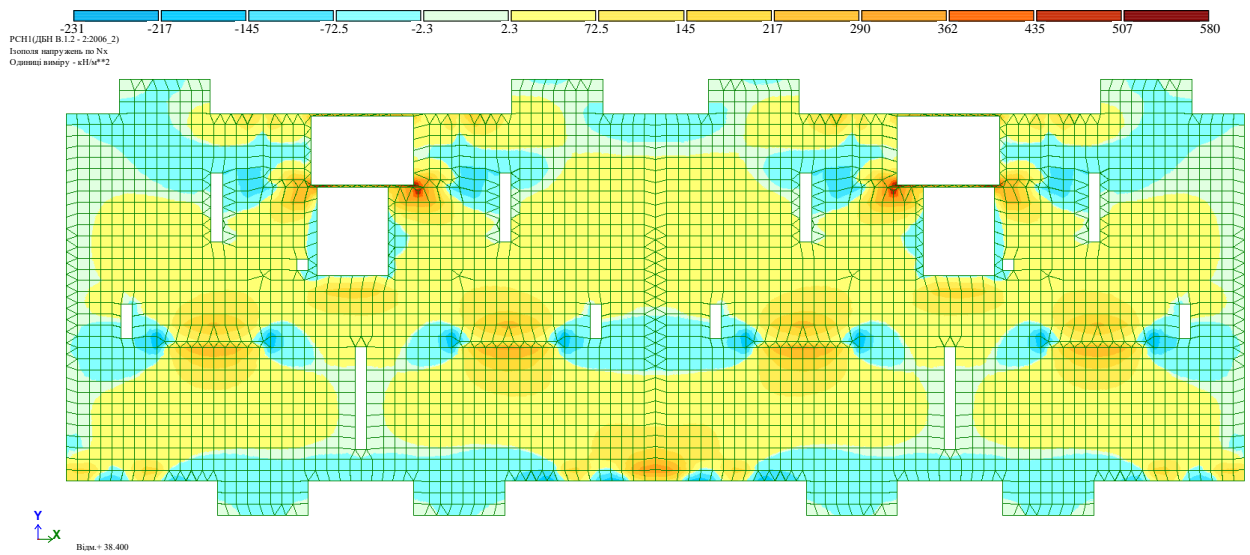 -231 -217 -145 -72.5 -2.3 2.3 72.5 145 217 290 362 435 507 580
РСН1(ДБН В.1.2 - 2:2006_2)
Ізополя напружень по Nx
Одиниці виміру - кН/м**2
Y
X
Відм.+ 38.400